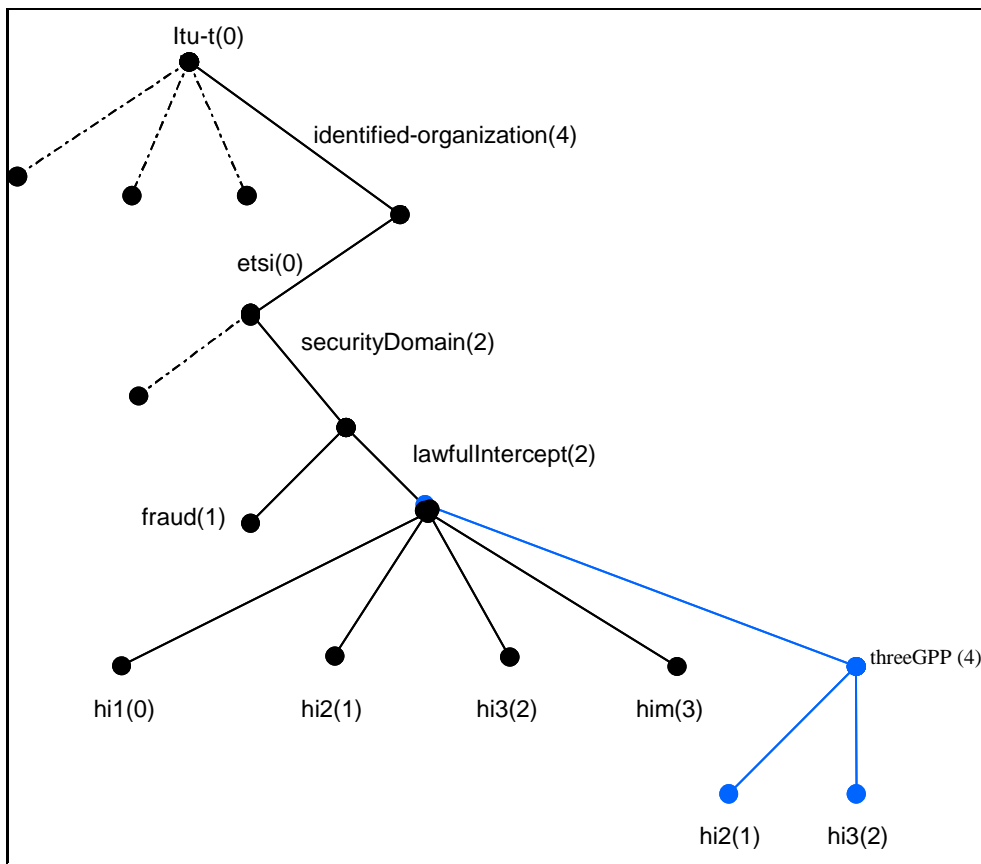 Itu-t(0)
identified-organization(4)
etsi(0)
securityDomain(2)
lawfulIntercept(2)
fraud(1)
threeGPP (4)
hi1(0)
hi2(1)
hi3(2)
him(3)
hi2(1)
hi3(2)